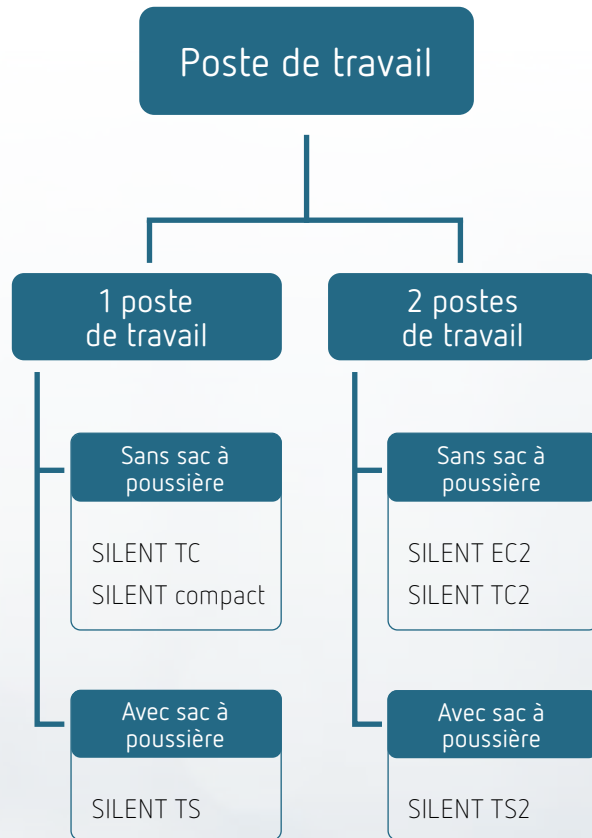 Poste de travail
1 poste
de travail
Sans sac à
poussière
SILENT TC
SILENT compact
Avec sac à
poussière
SILENT TS
2 postes
de travail
Sans sac à
poussière
SILENT EC2
SILENT TC2
Avec sac à
poussière
SILENT TS2